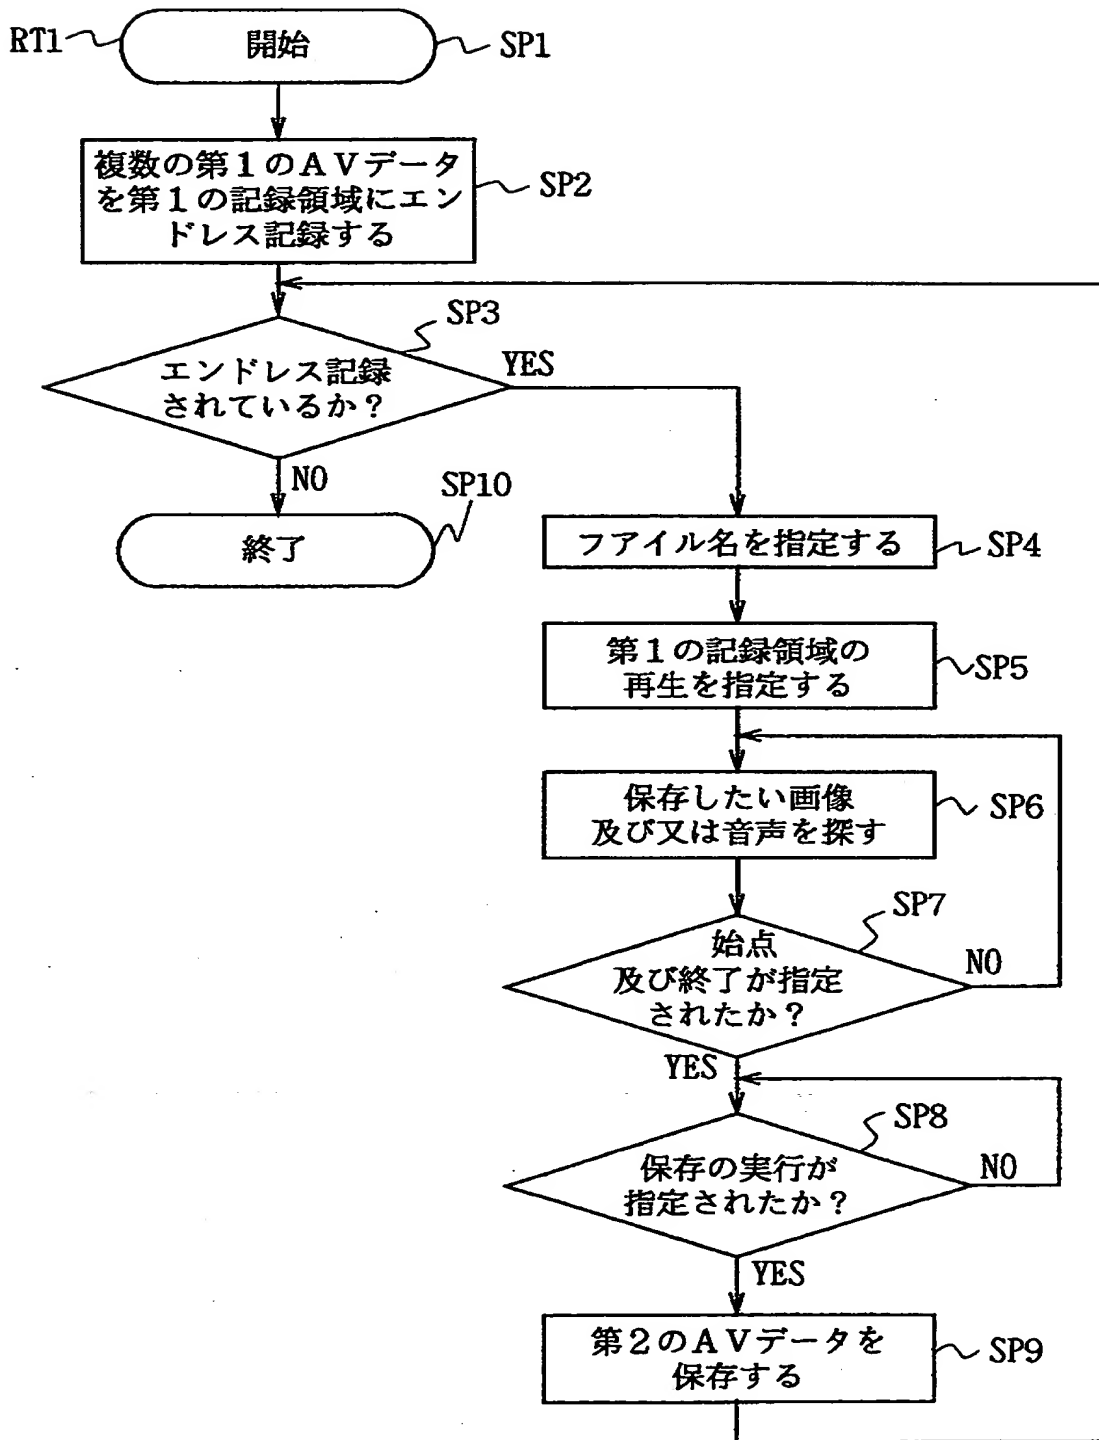 RT1
開始
SP1
複数の第1のAVデータ
を第1の記録領域にエン
ドレス記録する
SP2
SP3
エンドレス記録
されているか?
YES
NO
SP10
終了
フアイル名を指定する
SP4
第1の記録領域の
再生を指定する
SP5
保存したい画像
及び又は音声を探す
SP6
SP7
始点
及び終了が指定
されたか?
NO
YES
SP8
保存の実行が
指定されたか?
NO
YES
第2のAVデータを
保存する
SP9